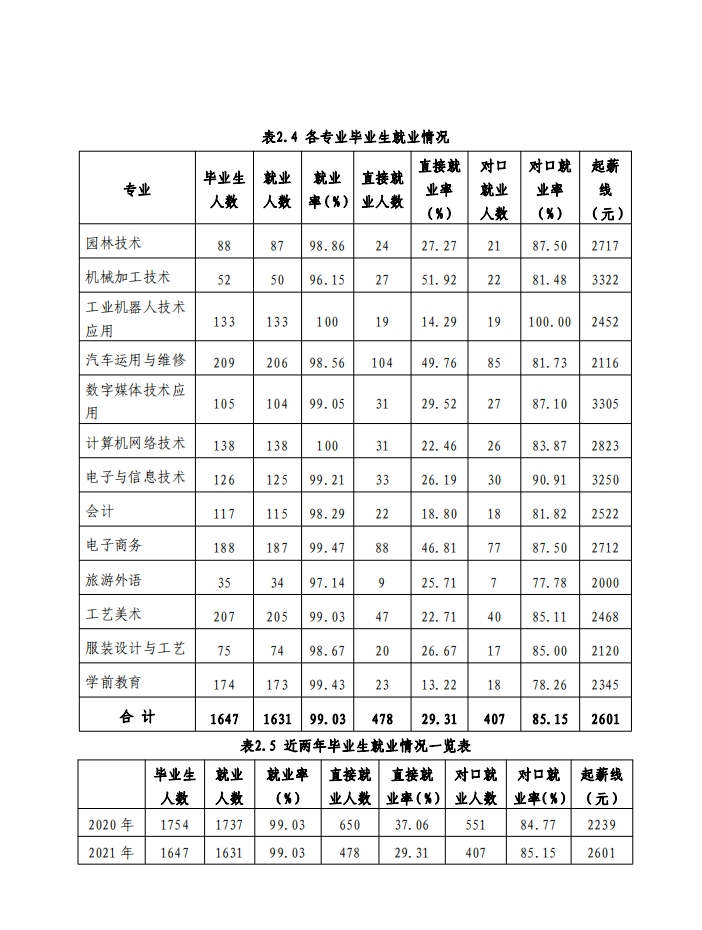 表2.4 各专业毕业生就业情况
专业 毕业生人数 就业人数 就业率(%) 直接就业人数 直接就业率(%) 对口就业人数 对口就业率(%) 起薪线(元)
园林技术 88 87 98.86 24 27.27 21 87.50 2717
机械加工技术 52 50 96.15 27 51.92 22 81.48 3322
工业机器人技术应用 133 133 100 19 14.29 19 100.00 2452
汽车运用与维修 209 206 98.56 104 49.76 85 81.73 2116
数字媒体技术应用 105 104 99.05 31 29.52 27 87.10 3305
计算机网络技术 138 138 100 31 22.46 26 83.87 2823
电子与信息技术 126 125 99.21 33 26.19 30 90.91 3250
会计 117 115 98.29 22 18.80 18 81.82 2522
电子商务 188 187 99.47 88 46.81 77 87.50 2712
旅游外语 35 34 97.14 9 25.71 7 77.78 2000
工艺美术 207 205 99.03 47 22.71 40 85.11 2468
服装设计与工艺 75 74 98.67 20 26.67 17 85.00 2120
学前教育 174 173 99.43 23 13.22 18 78.26 2345
合 计 1647 1631 99.03 478 29.31 407 85.15 2601
表2.5 近两年毕业生就业情况一览表
毕业生人数 就业人数 就业率(%) 直接就业人数 直接就业率(%) 对口就业人数 对口就业率(%) 起薪线(元)
2020 年 1754 1737 99.03 650 37.06 551 84.77 2239
2021 年 1647 1631 99.03 478 29.31 407 85.15 2601